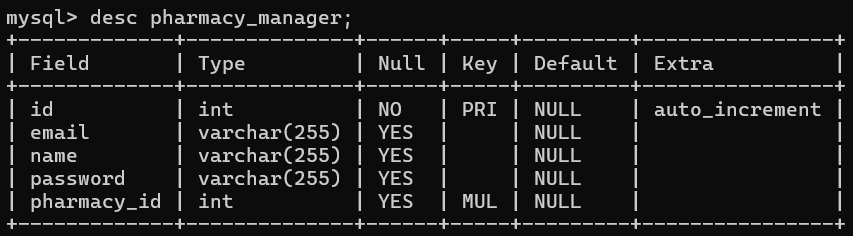 mysql> desc pharmacy_manager;
+-------------+--------------+------+-----+---------+----------------+
| Field       | Type         | Null | Key | Default | Extra          |
+-------------+--------------+------+-----+---------+----------------+
| id          | int          | NO   | PRI | NULL    | auto_increment |
| email       | varchar(255) | YES  |     | NULL    |                |
| name        | varchar(255) | YES  |     | NULL    |                |
| password    | varchar(255) | YES  |     | NULL    |                |
| pharmacy_id | int          | YES  | MUL | NULL    |                |
+-------------+--------------+------+-----+---------+----------------+